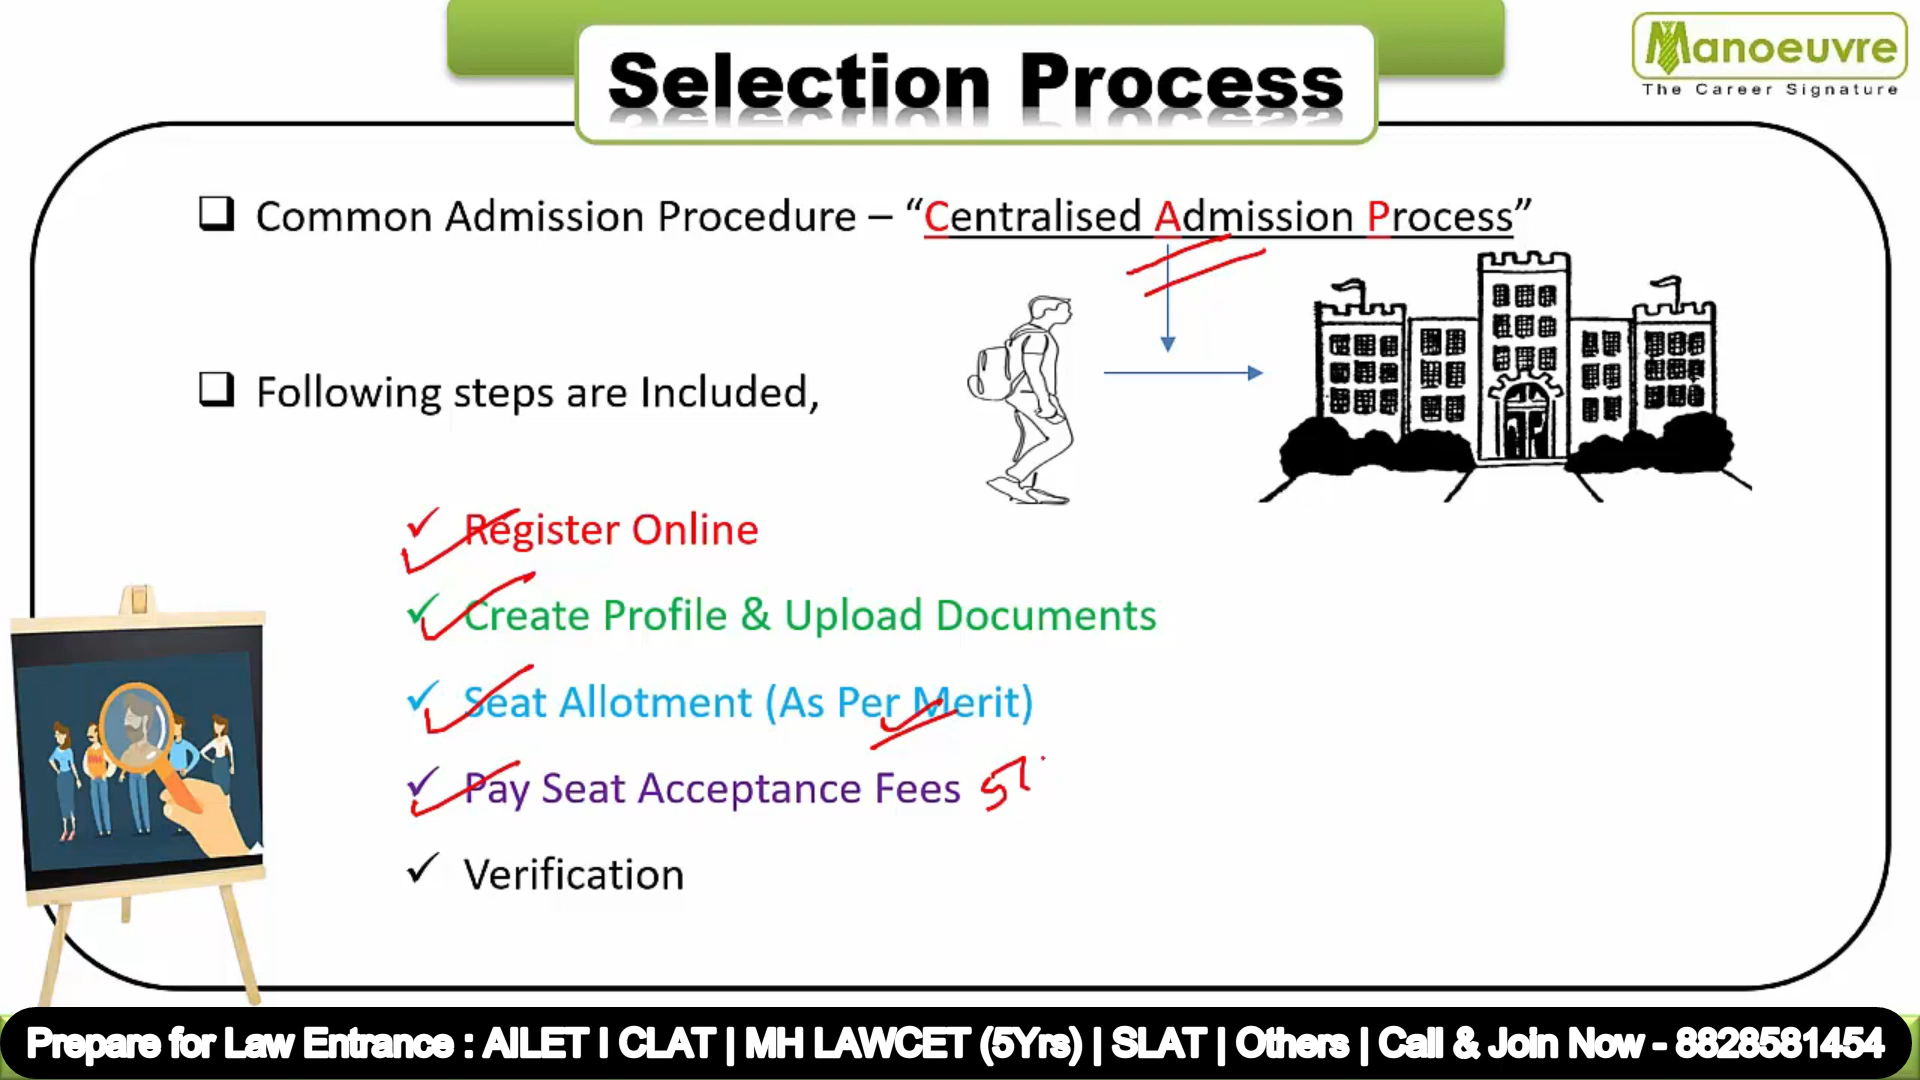 Selection Process
Manoeuvre
The Career Signature
❑ Common Admission Procedure – “Centralised Admission Process”
❑ Following steps are Included,
✓ Register Online
✓ Create Profile & Upload Documents
✓ Seat Allotment (As Per Merit)
✓ Pay Seat Acceptance Fees
✓ Verification
Prepare for Law Entrance : AILET I CLAT | MH LAWCET (5Yrs) | SLAT | Others | Call & Join Now - 8828581454